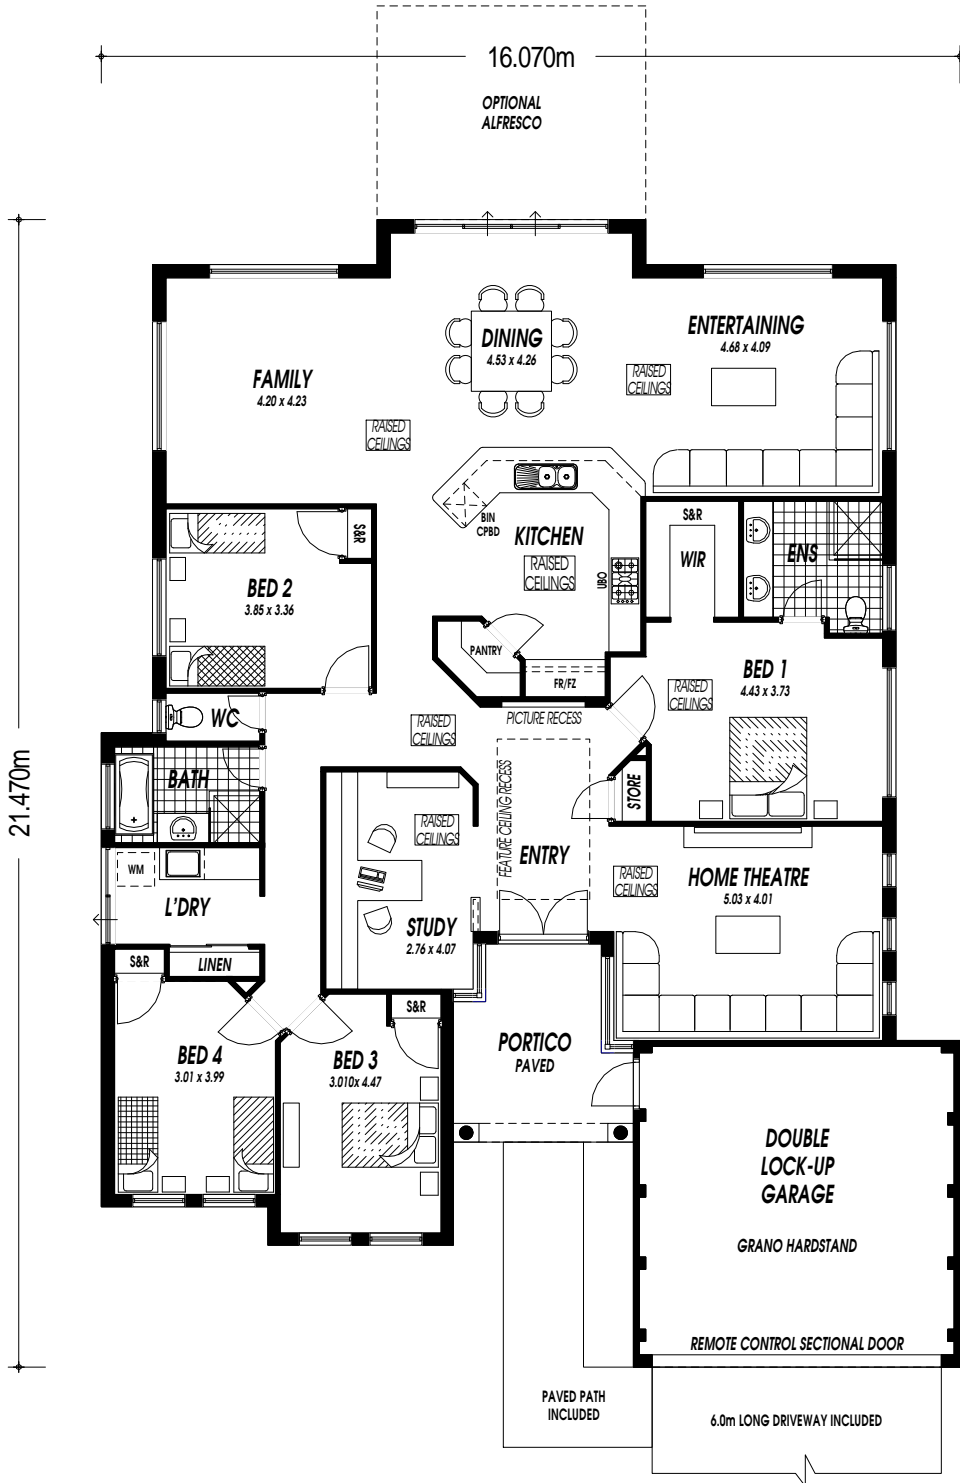 16.070m
OPTIONAL
ALFRESCO
ENTERTAINING
4.68 x 4.09
DINING
4.53 x 4.26
FAMILY
4.20 x 4.23
RAISED
CEILINGS
RAISED
CEILINGS
S&R
BIN
CPBD
KITCHEN
RAISED
CEILINGS
UBO
S&R
WIR
ENS
BED 2
3.85 x 3.36
PANTRY
FR/FZ
BED 1
4.43 x 3.73
RAISED
CEILINGS
WC
RAISED
CEILINGS
PICTURE RECESS
21.470m
BATH
FEATURE CEILING RECESS
STORE
RAISED
CEILINGS
ENTRY
WM
L'DRY
RAISED
CEILINGS
HOME THEATRE
5.03 x 4.01
STUDY
2.76 x 4.07
S&R
LINEN
S&R
BED 4
3.01 x 3.99
BED 3
3.010x 4.47
PORTICO
PAVED
DOUBLE
LOCK-UP
GARAGE
GRANO HARDSTAND
REMOTE CONTROL SECTIONAL DOOR
PAVED PATH
INCLUDED
6.0m LONG DRIVEWAY INCLUDED